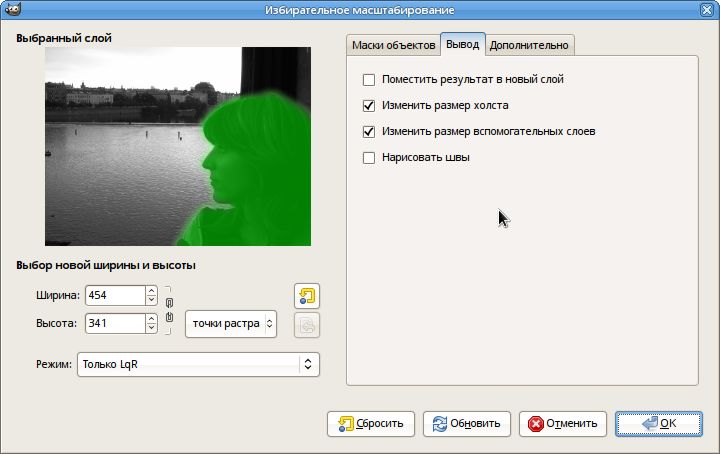 Избирательное масштабирование
Выбранный слой
Маски объектов
Вывод
Дополнительно
Поместить результат в новый слой
Изменить размер холста
Изменить размер вспомогательных слоев
Нарисовать швы
Выбор новой ширины и высоты
Ширина: 454
Высота: 341
точки растра
Режим: Только LqR
Сбросить
Обновить
Отменить
OK